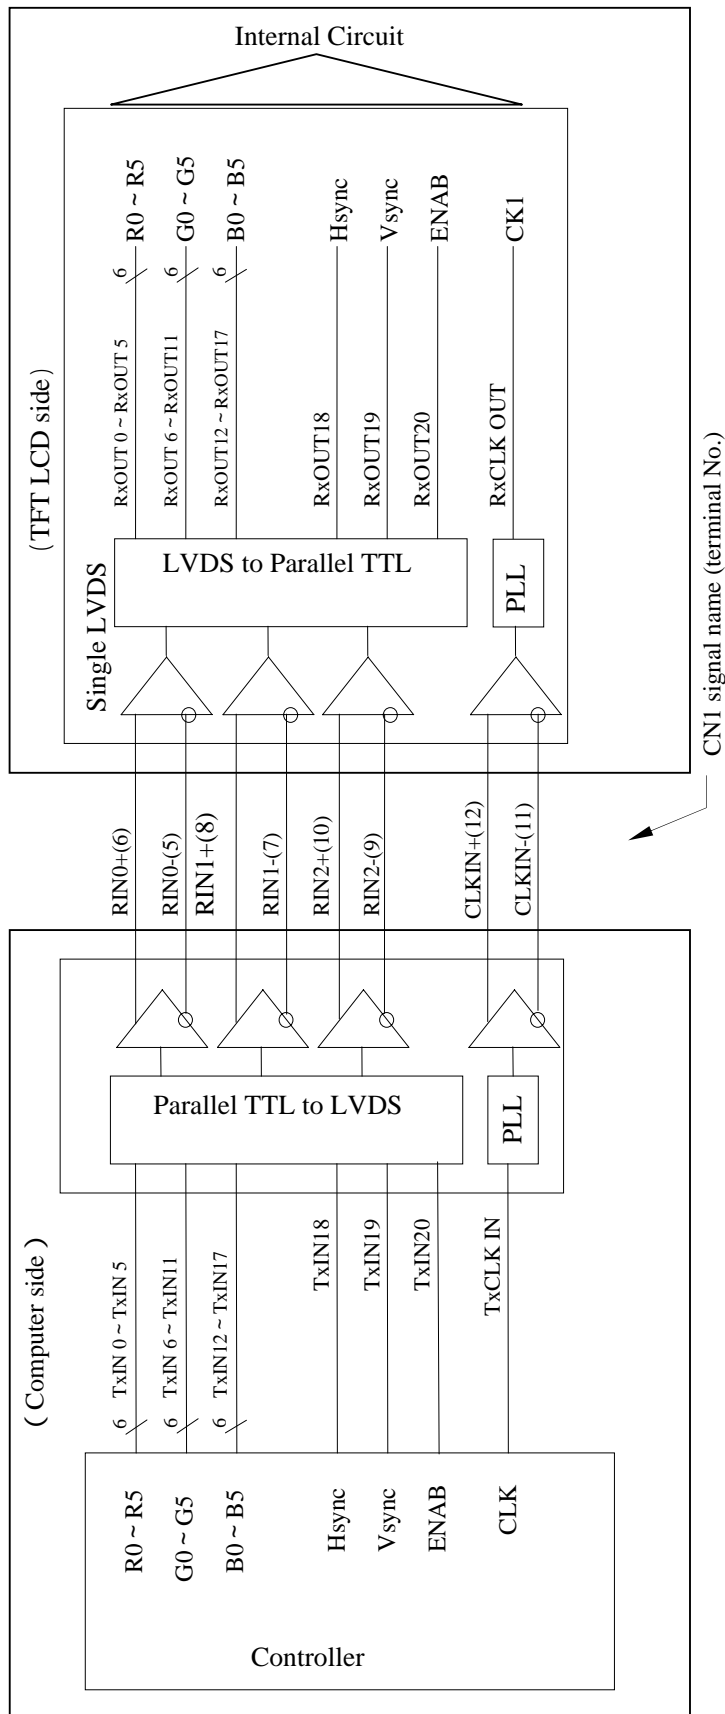 Internal Circuit
R0 ~ R5
G0 ~ G5
B0 ~ B5
Hsync
Vsync
ENAB
CK1
6
6
6
(TFT LCD side)
RxOUT 0 ~ RxOUT 5
RxOUT 6 ~ RxOUT11
RxOUT12 ~ RxOUT17
RxOUT18
RxOUT19
RxOUT20
RxCLK OUT
Single LVDS
LVDS to Parallel TTL
PLL
CN1 signal name (terminal No.)
RIN0+(6)
RIN0-(5)
RIN1+(8)
RIN1-(7)
RIN2+(10)
RIN2-(9)
CLKIN+(12)
CLKIN-(11)
Parallel TTL to LVDS
PLL
( Computer side )
6 TxIN 0 ~ TxIN 5
6 TxIN 6 ~ TxIN11
6 TxIN12 ~ TxIN17
TxIN18
TxIN19
TxIN20
TxCLK IN
R0 ~ R5
G0 ~ G5
B0 ~ B5
Hsync
Vsync
ENAB
CLK
Controller